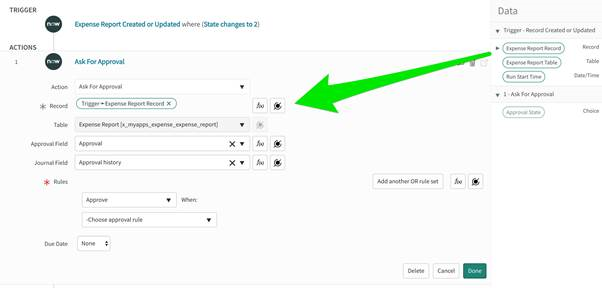 TRIGGER
now
Expense Report Created or Updated where (State changes to 2)
ACTIONS
1
now
Ask For Approval
Action
Ask For Approval
* Record
Trigger ➛ Expense Report Record ×
f(x)
Table
Expense Report [x_myapps_expense_expense_report]
Approval Field
Approval
f(x)
Journal Field
Approval history
f(x)
* Rules
Add another OR rule set
f(x)
Approve
When:
-Choose approval rule
Due Date
None
Delete
Cancel
Done
Data
Trigger - Record Created or Updated
Expense Report Record
Record
Expense Report Table
Table
Run Start Time
Date/Time
1 - Ask For Approval
Approval State
Choice